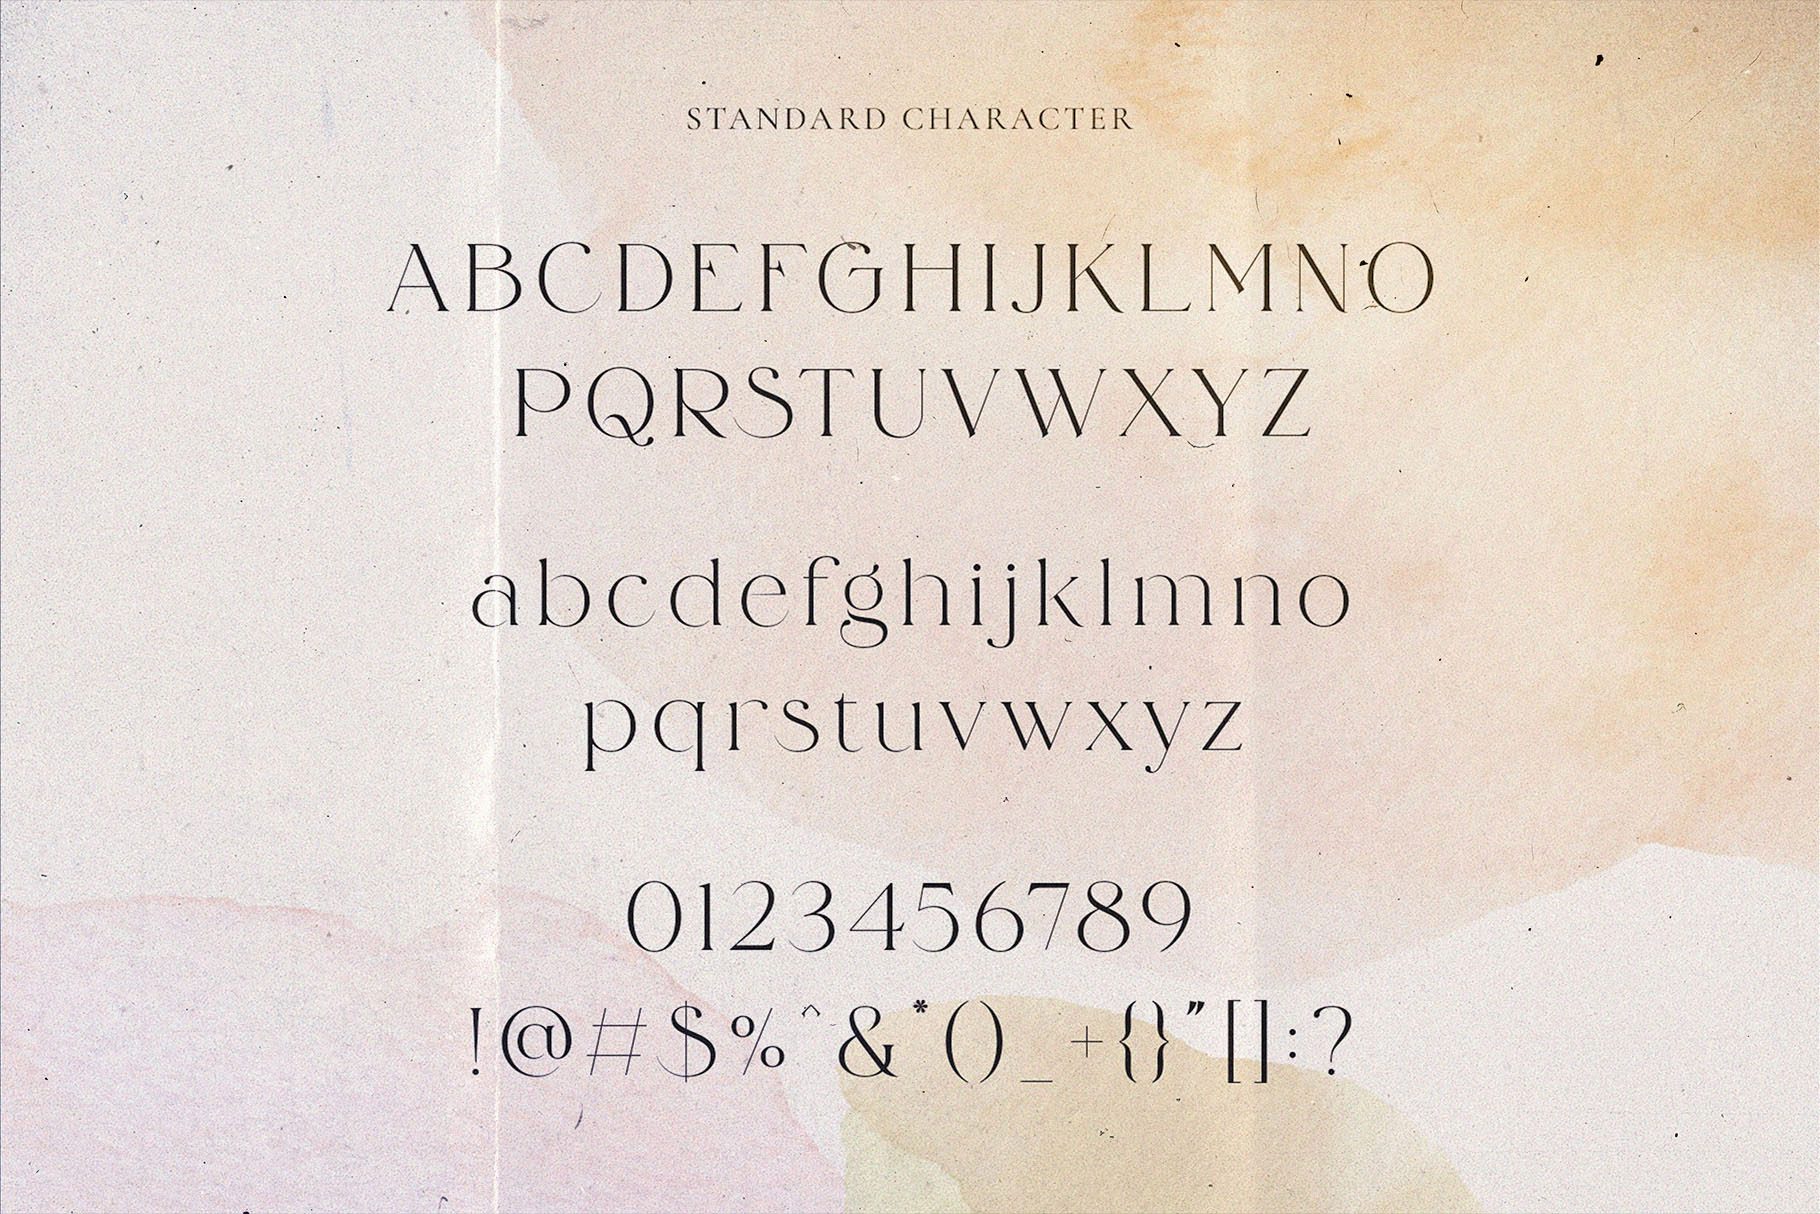 STANDARD CHARACTER
ABCDEFGHIJKLMNO
PQRSTUVWXYZ
abcdefghijklmno
pqrstuvwxyz
0123456789
!@#$%^&*()_+{}"[]:?